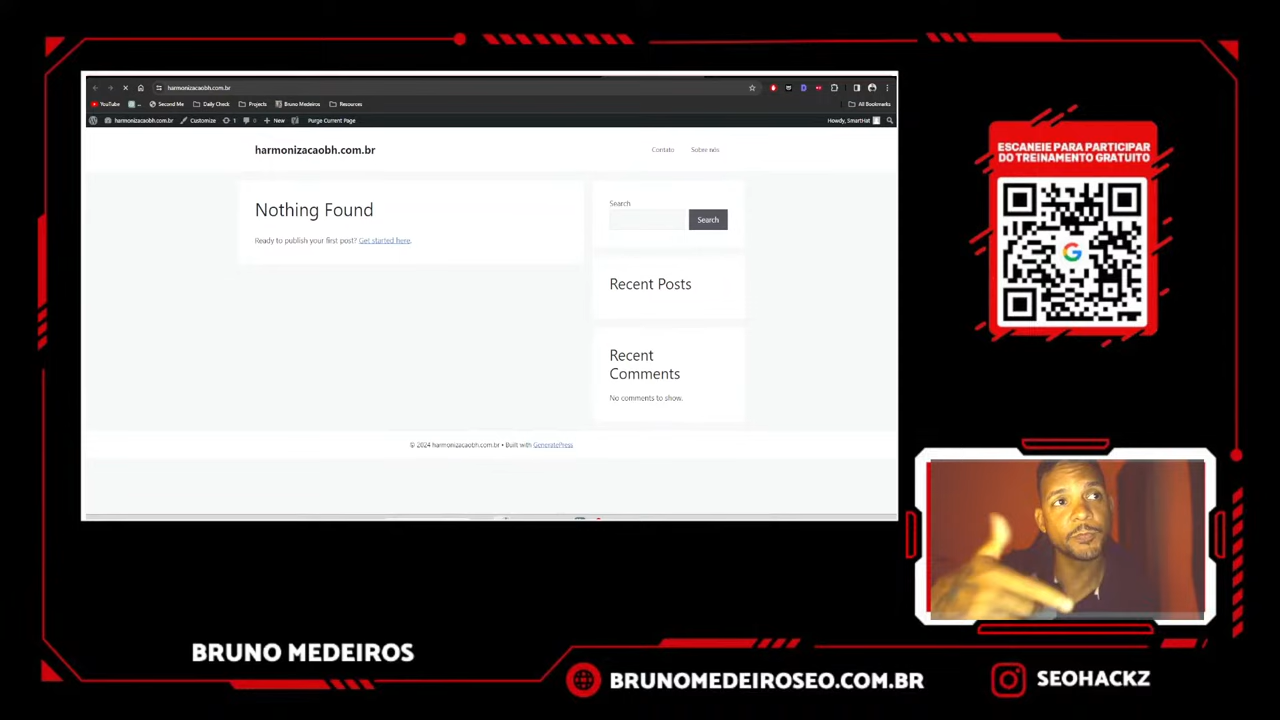 harmonizacaobh.com.br
YouTube
Second Me
Daily Check
Projects
Bruno Medeiros
Resources
All Bookmarks
harmonizacaobh.com.br
Customize
1
0
New
Purge Current Page
Howdy, SmartHat
harmonizacaobh.com.br
Contato
Sobre nós
Nothing Found
Ready to publish your first post? Get started here.
Search
Search
Recent Posts
Recent
Comments
No comments to show.
© 2024 harmonizacaobh.com.br • Built with GeneratePress
ESCANEIE PARA PARTICIPAR
DO TREINAMENTO GRATUITO
BRUNO MEDEIROS
BRUNOMEDEIROSEO.COM.BR
SEOHACKZ